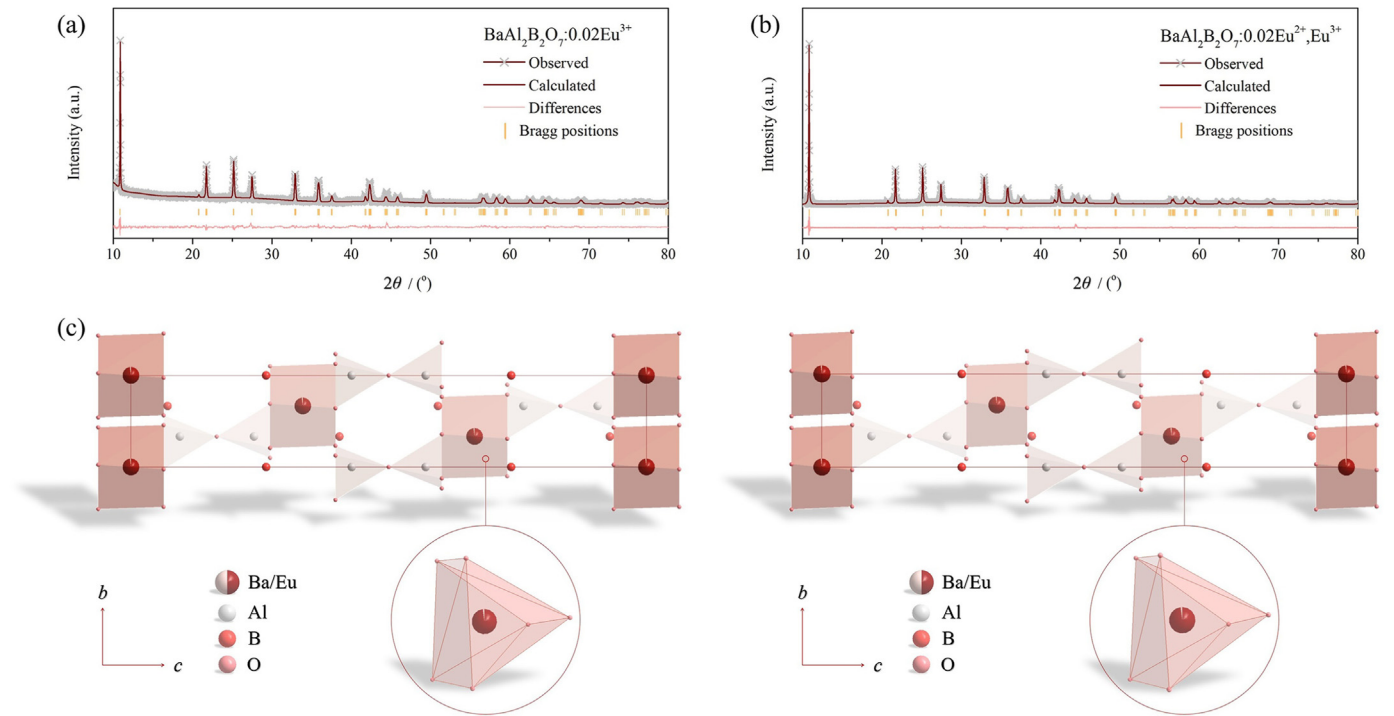 (a)
BaAl₂B₂O₇:0.02Eu³⁺
Observed
Calculated
Differences
Bragg positions
Intensity (a.u.)
10 20 30 40 50 60 70 80
2θ / (°)
(b)
BaAl₂B₂O₇:0.02Eu²⁺,Eu³⁺
Observed
Calculated
Differences
Bragg positions
Intensity (a.u.)
10 20 30 40 50 60 70 80
2θ / (°)
(c)
b
c
Ba/Eu
Al
B
O
b
c
Ba/Eu
Al
B
O